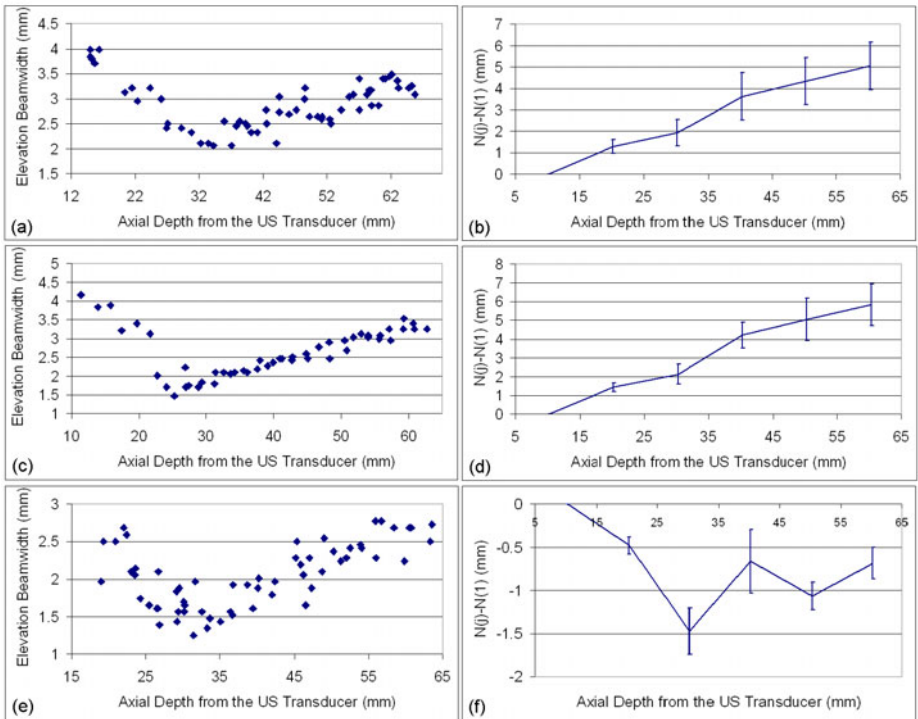 Elevation Beamwidth (mm)
4.5
4
3.5
3
2.5
2
1.5
12 22 32 42 52 62
(a) Axial Depth from the US Transducer (mm)
N(j)-N(1) (mm)
7
6
5
4
3
2
1
0
5 15 25 35 45 55 65
(b) Axial Depth from the US Transducer (mm)
Elevation Beamwidth (mm)
5
4.5
4
3.5
3
2.5
2
1.5
1
11 21 31 41 51 61
(c) Axial Depth from the US Transducer (mm)
N(j)-N(1) (mm)
8
7
6
5
4
3
2
1
0
5 15 25 35 45 55 65
(d) Axial Depth from the US Transducer (mm)
Elevation Beamwidth (mm)
3
2.5
2
1.5
1
15 25 35 45 55 65
(e) Axial Depth from the US Transducer (mm)
N(j)-N(1) (mm)
0
5 15 25 35 45 55 65
-0.5
-1
-1.5
-2
(f) Axial Depth from the US Transducer (mm)